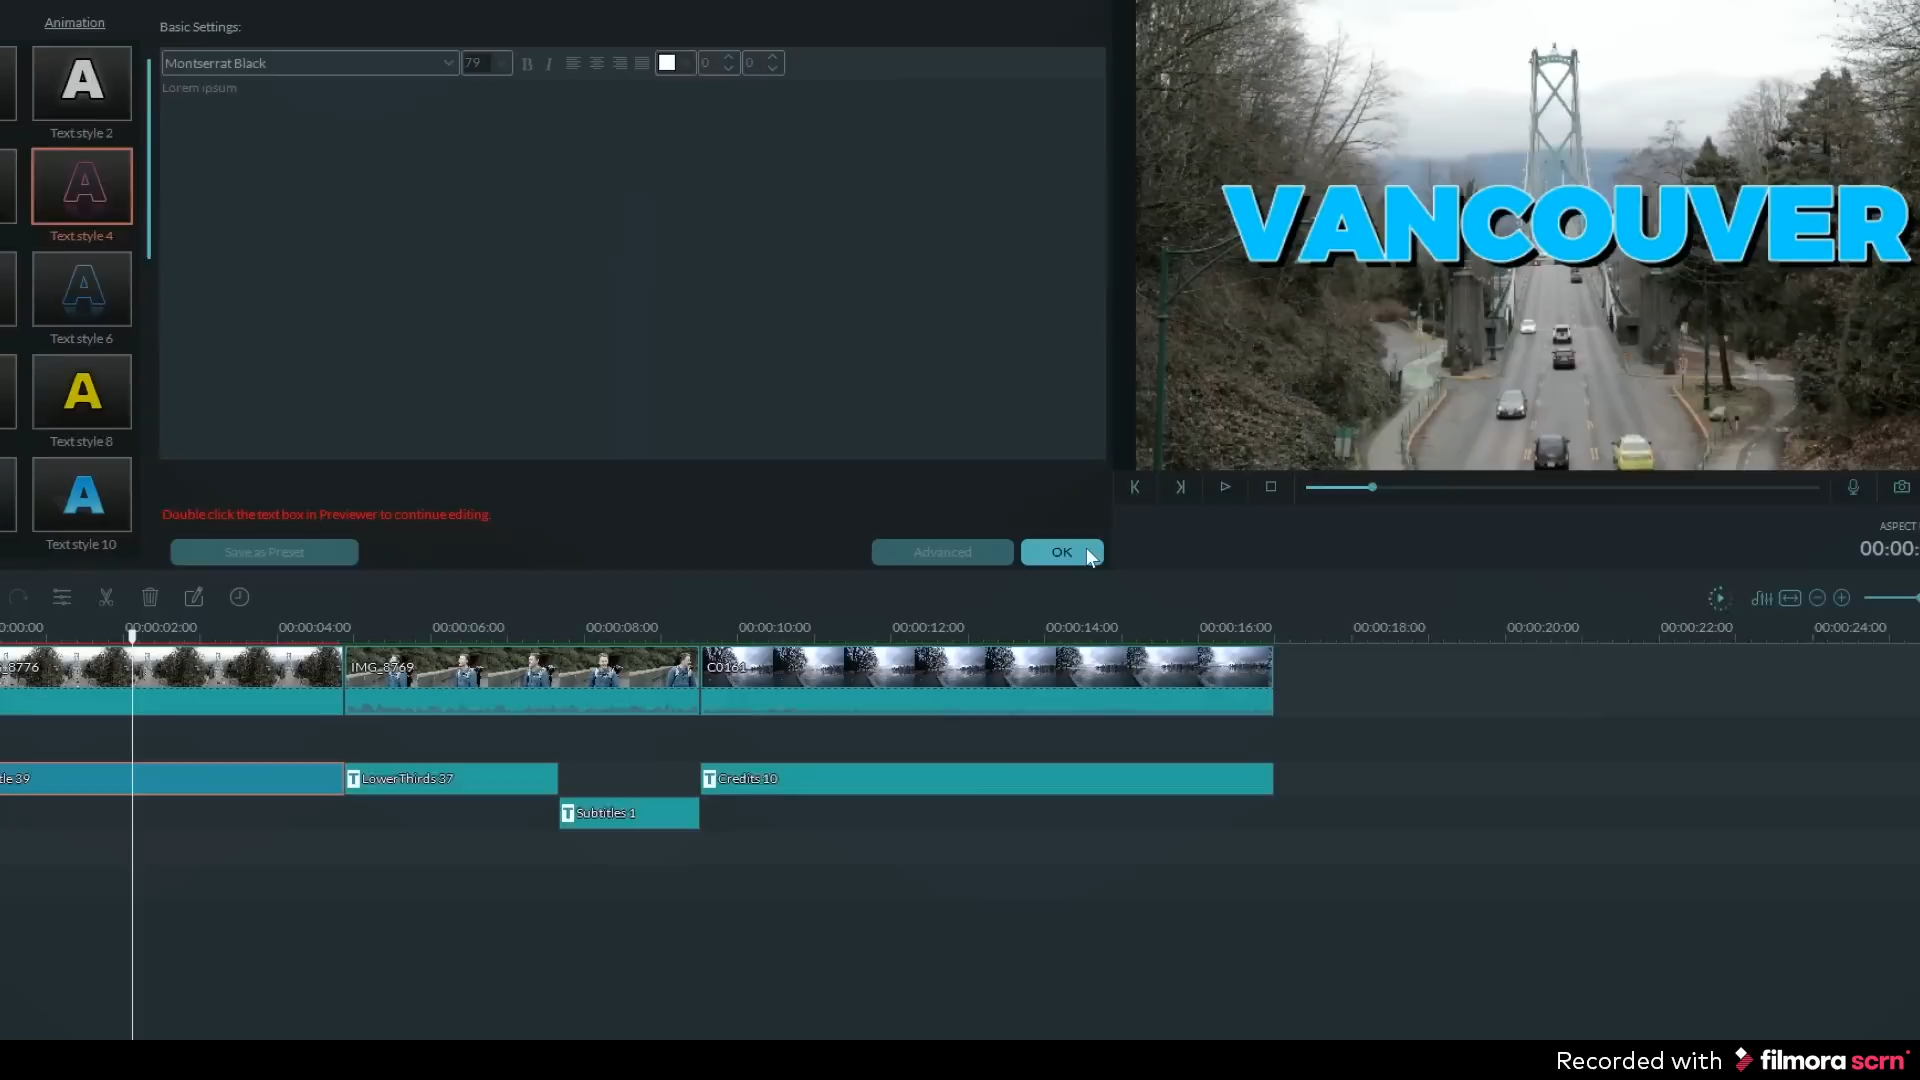 Animation
Basic Settings:
Montserrat Black
79
B I
0
0
Lorem ipsum
A
Text style 2
A
Text style 4
A
Text style 6
A
Text style 8
A
Text style 10
VANCOUVER
Double click the text box in Previewer to continue editing.
Save as Preset
Advanced
OK
ASPECT
00:00:
0:00:00
00:00:02:00
00:00:04:00
00:00:06:00
00:00:08:00
00:00:10:00
00:00:12:00
00:00:14:00
00:00:16:00
00:00:18:00
00:00:20:00
00:00:22:00
00:00:24:00
8776
IMG_8769
C0161
tle 39
T LowerThirds 37
T Credits 10
T Subtitles 1
Recorded with filmora scrn